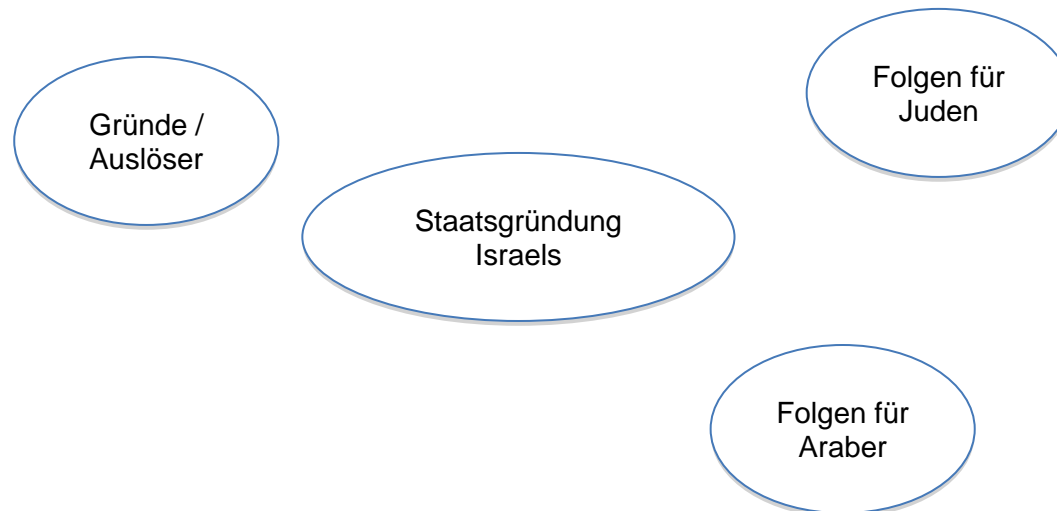 Gründe /
Auslöser
Staatsgründung
Israels
Folgen für
Juden
Folgen für
Araber